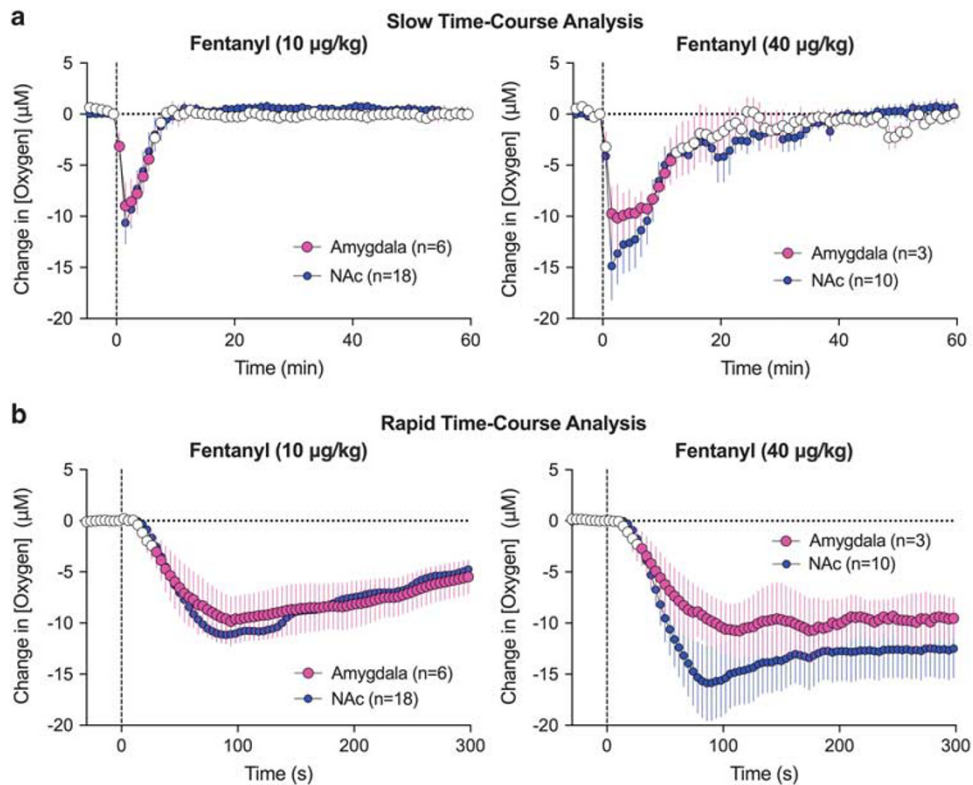 a
Slow Time-Course Analysis
Fentanyl (10 µg/kg)
Fentanyl (40 µg/kg)
Change in [Oxygen] (µM)
5
0
-5
-10
-15
-20
Amygdala (n=6)
NAc (n=18)
0
20
40
60
Time (min)
Change in [Oxygen] (µM)
5
0
-5
-10
-15
-20
Amygdala (n=3)
NAc (n=10)
0
20
40
60
Time (min)
b
Rapid Time-Course Analysis
Fentanyl (10 µg/kg)
Fentanyl (40 µg/kg)
Change in [Oxygen] (µM)
5
0
-5
-10
-15
-20
Amygdala (n=6)
NAc (n=18)
0
100
200
300
Time (s)
Change in [Oxygen] (µM)
5
0
-5
-10
-15
-20
Amygdala (n=3)
NAc (n=10)
0
100
200
300
Time (s)